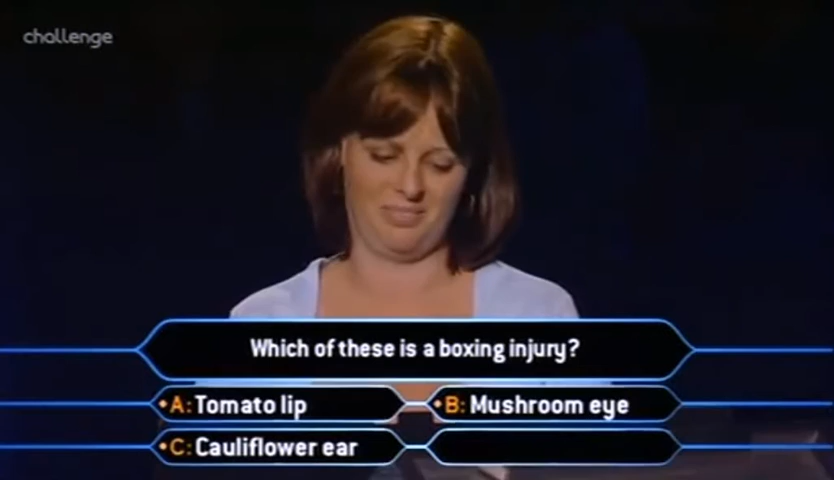 challenge
Which of these is a boxing injury?
A: Tomato lip
B: Mushroom eye
C: Cauliflower ear